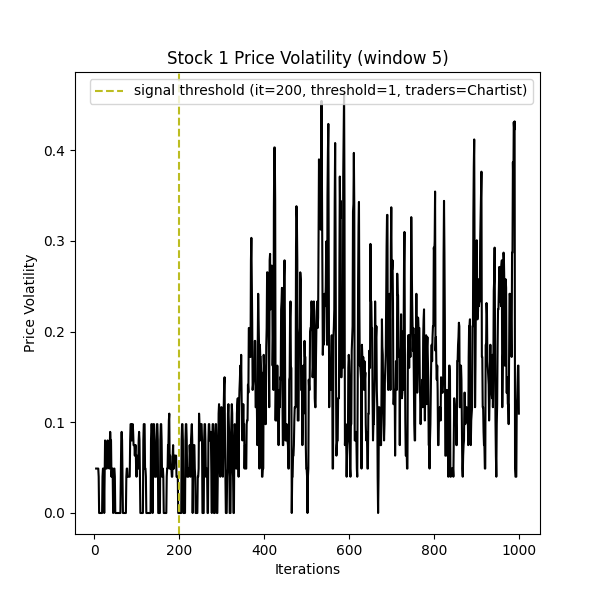 Stock 1 Price Volatility (window 5)
signal threshold (it=200, threshold=1, traders=Chartist)
Price Volatility
0.4
0.3
0.2
0.1
0.0
0 200 400 600 800 1000
Iterations